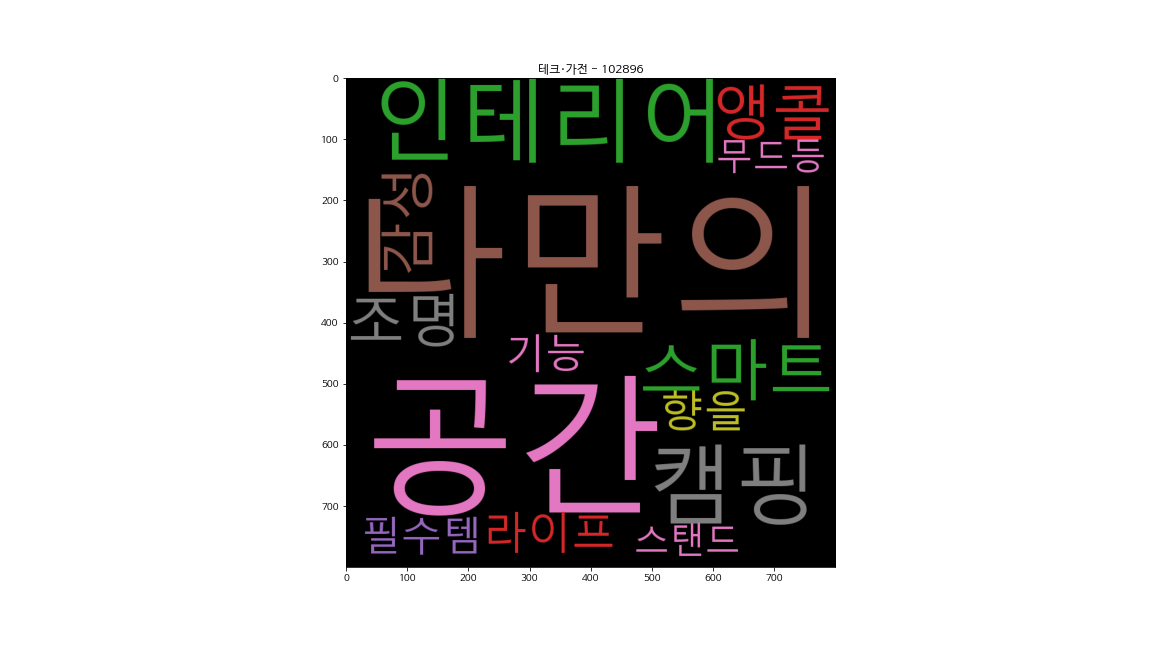 테크·가전 - 102896
인테리어
앵콜
무드등
감성
나만의
조명
기능
스마트
향을
공간
캠핑
필수템
라이프
스탠드
0
100
200
300
400
500
600
700
0 100 200 300 400 500 600 700